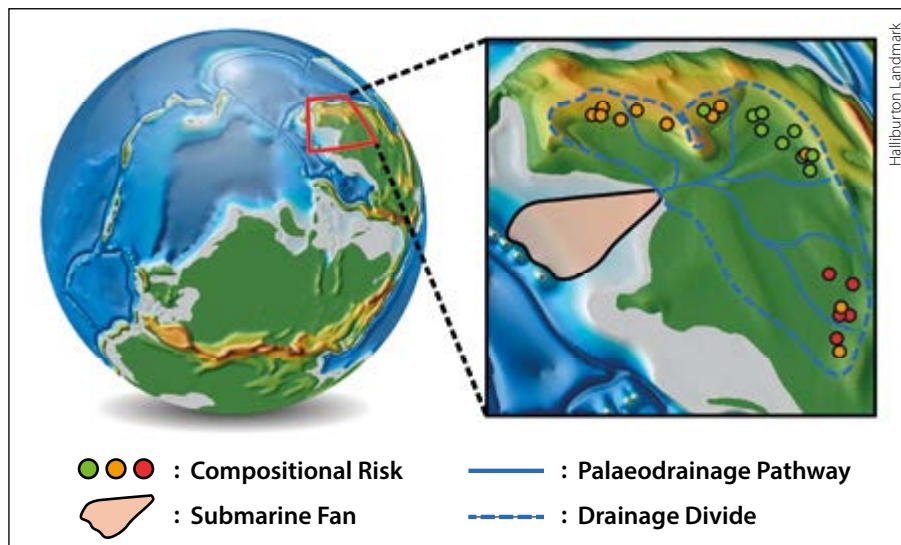 Halliburton Landmark
: Compositional Risk
: Palaeodrainage Pathway
: Submarine Fan
: Drainage Divide